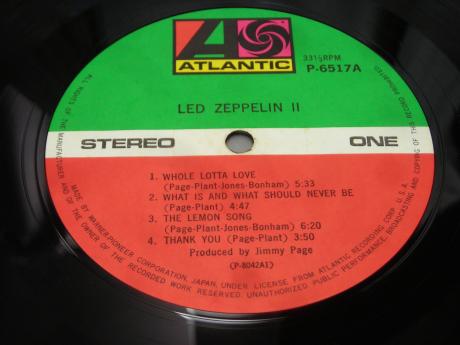 ATLANTIC
33⅓RPM
P-6517A
LED ZEPPELIN II
STEREO
ONE
1. WHOLE LOTTA LOVE
(Page-Plant-Jones-Bonham) 5:33
2. WHAT IS AND WHAT SHOULD NEVER BE
(Page-Plant) 4:47
3. THE LEMON SONG
(Page-Plant-Jones-Bonham) 6:20
4. THANK YOU (Page-Plant) 3:50
Produced by Jimmy Page
(P-8042A1)
MADE BY WARNER-PIONEER CORPORATION, JAPAN, UNDER LICENSE FROM ATLANTIC RECORDING CORP. U.S.A.
ALL RIGHTS OF THE MANUFACTURER AND OF THE OWNER OF THE RECORDED WORK RESERVED. UNAUTHORIZED PUBLIC PERFORMANCE, BROADCASTING AND COPYING OF THIS RECORD PROHIBITED